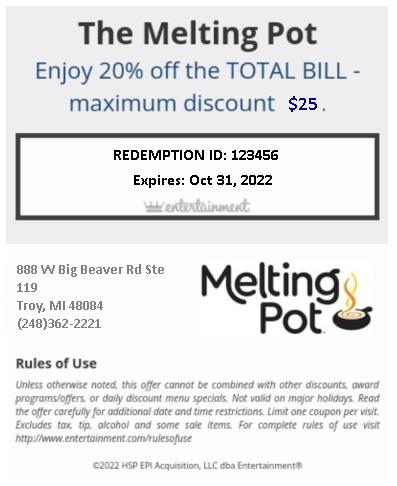 The Melting Pot
Enjoy 20% off the TOTAL BILL -
maximum discount $25.
REDEMPTION ID: 123456
Expires: Oct 31, 2022
entertainment
888 W Big Beaver Rd Ste
119
Troy, MI 48084
(248)362-2221
Melting
Pot
Rules of Use
Unless otherwise noted, this offer cannot be combined with other discounts, award
programs/offers, or daily discount menu specials. Not valid on major holidays. Read
the offer carefully for additional date and time restrictions. Limit one coupon per visit.
Excludes tax, tip, alcohol and some sale items. For complete rules of use visit
http://www.entertainment.com/rulesofuse
©2022 HSP EPI Acquisition, LLC dba Entertainment®